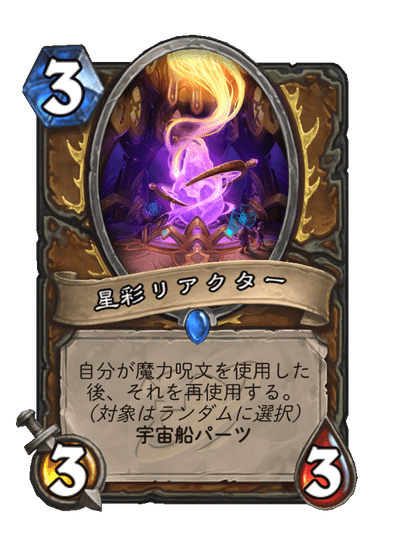 3
星彩リアクター
自分が魔力呪文を使用した
後、それを再使用する。
（対象はランダムに選択）
宇宙船パーツ
3
3